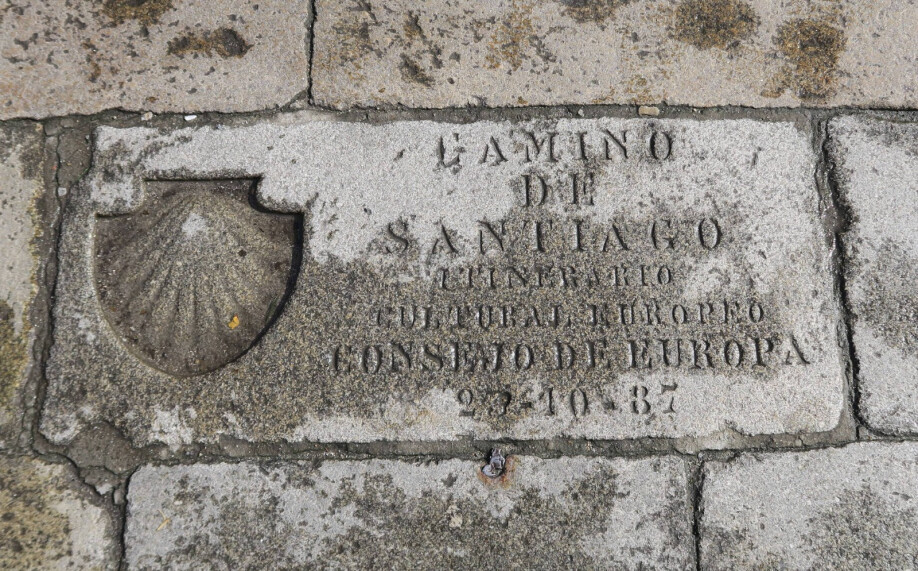 CAMINO
DE
SANTIAGO
ITINERARIO
CULTURAL EUROPEO
CONSEJO DE EUROPA
23-10-87